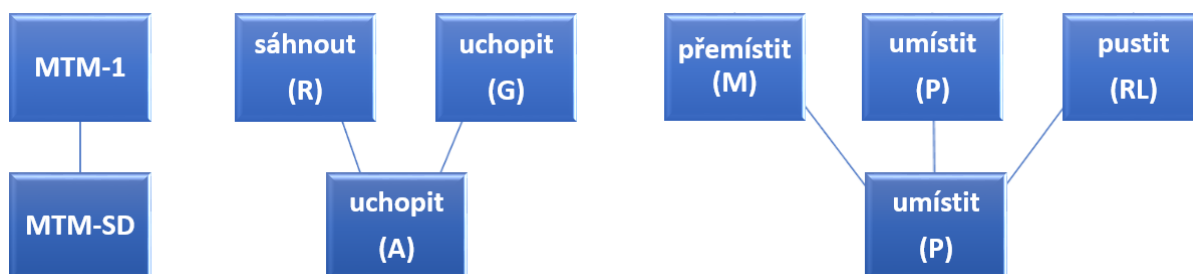 MTM-1
sáhnout
(R)
uchopit
(G)
přemístit
(M)
umístit
(P)
pustit
(RL)
MTM-SD
uchopit
(A)
umístit
(P)